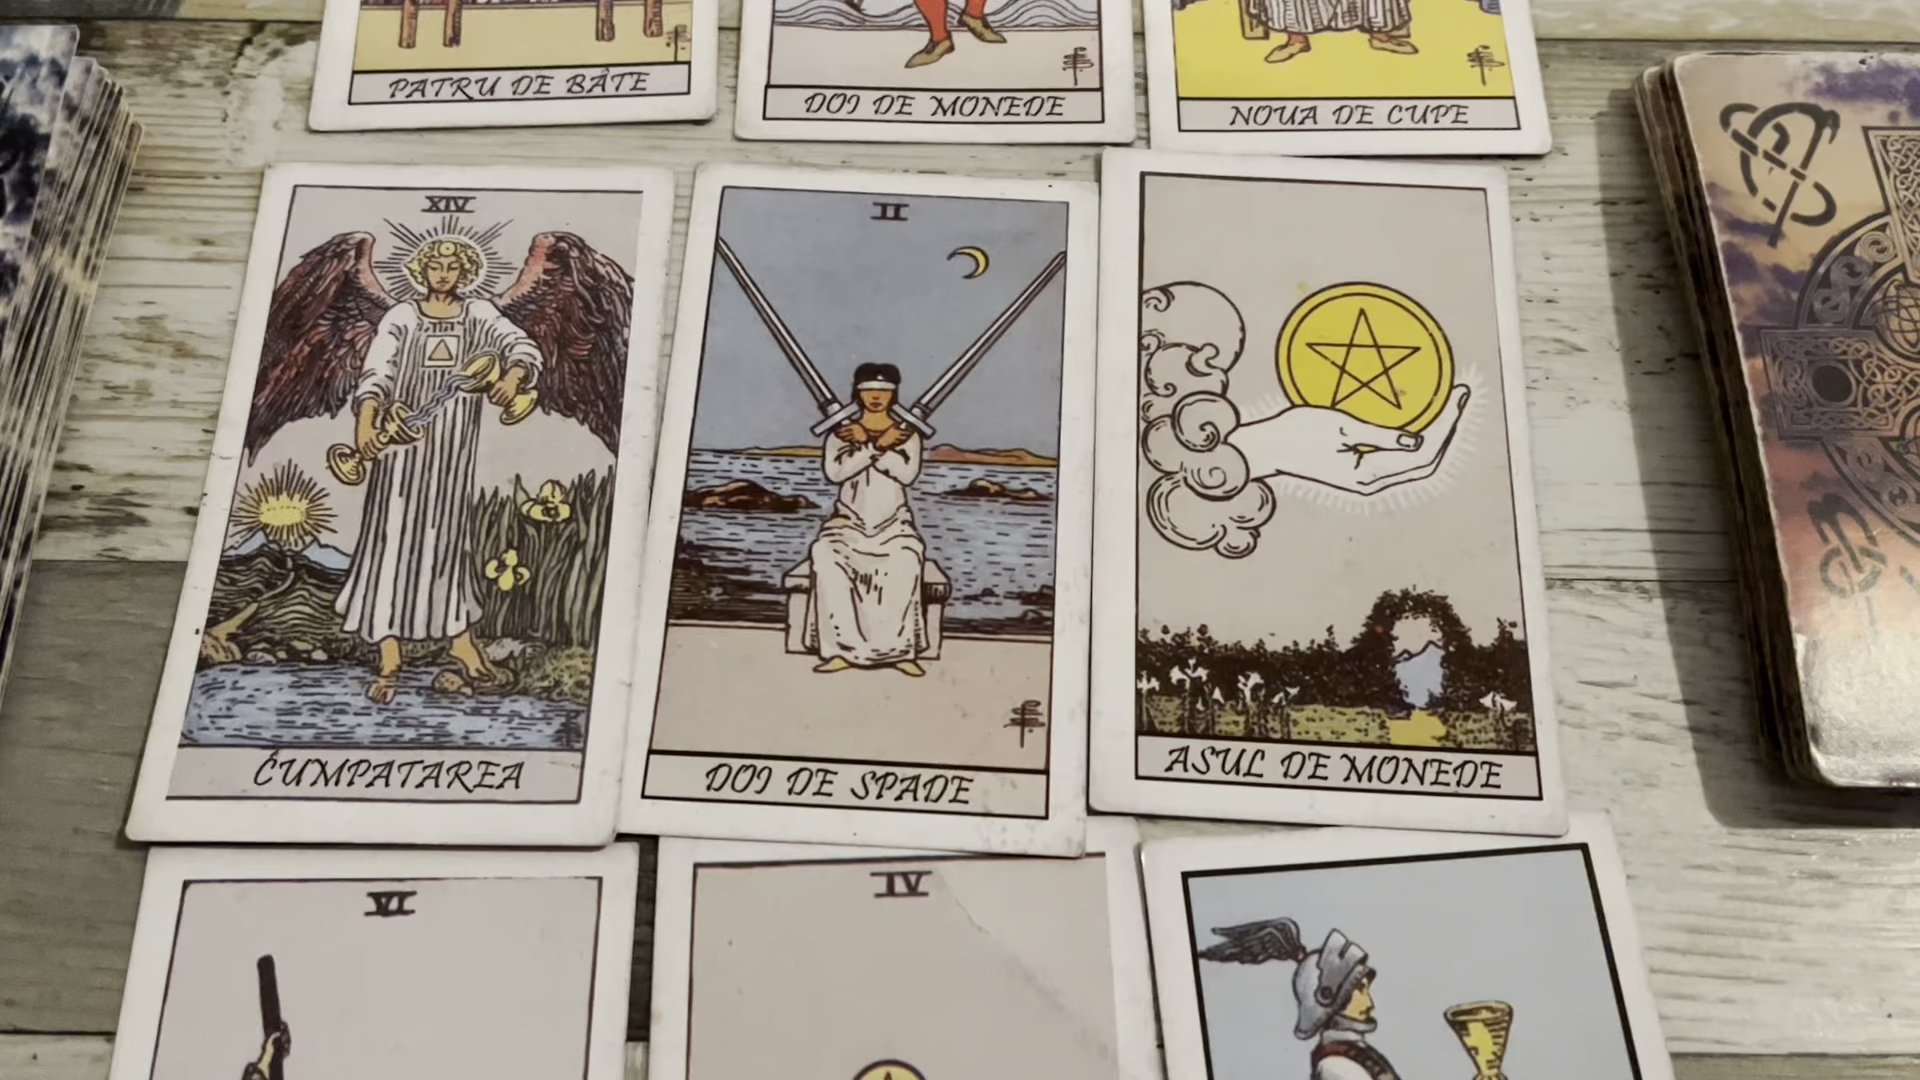 PATRU DE BÂTE
DOI DE MONEDE
NOUA DE CUPE
XIV
II
CUMPATAREA
DOI DE SPADE
ASUL DE MONEDE
VI
IV